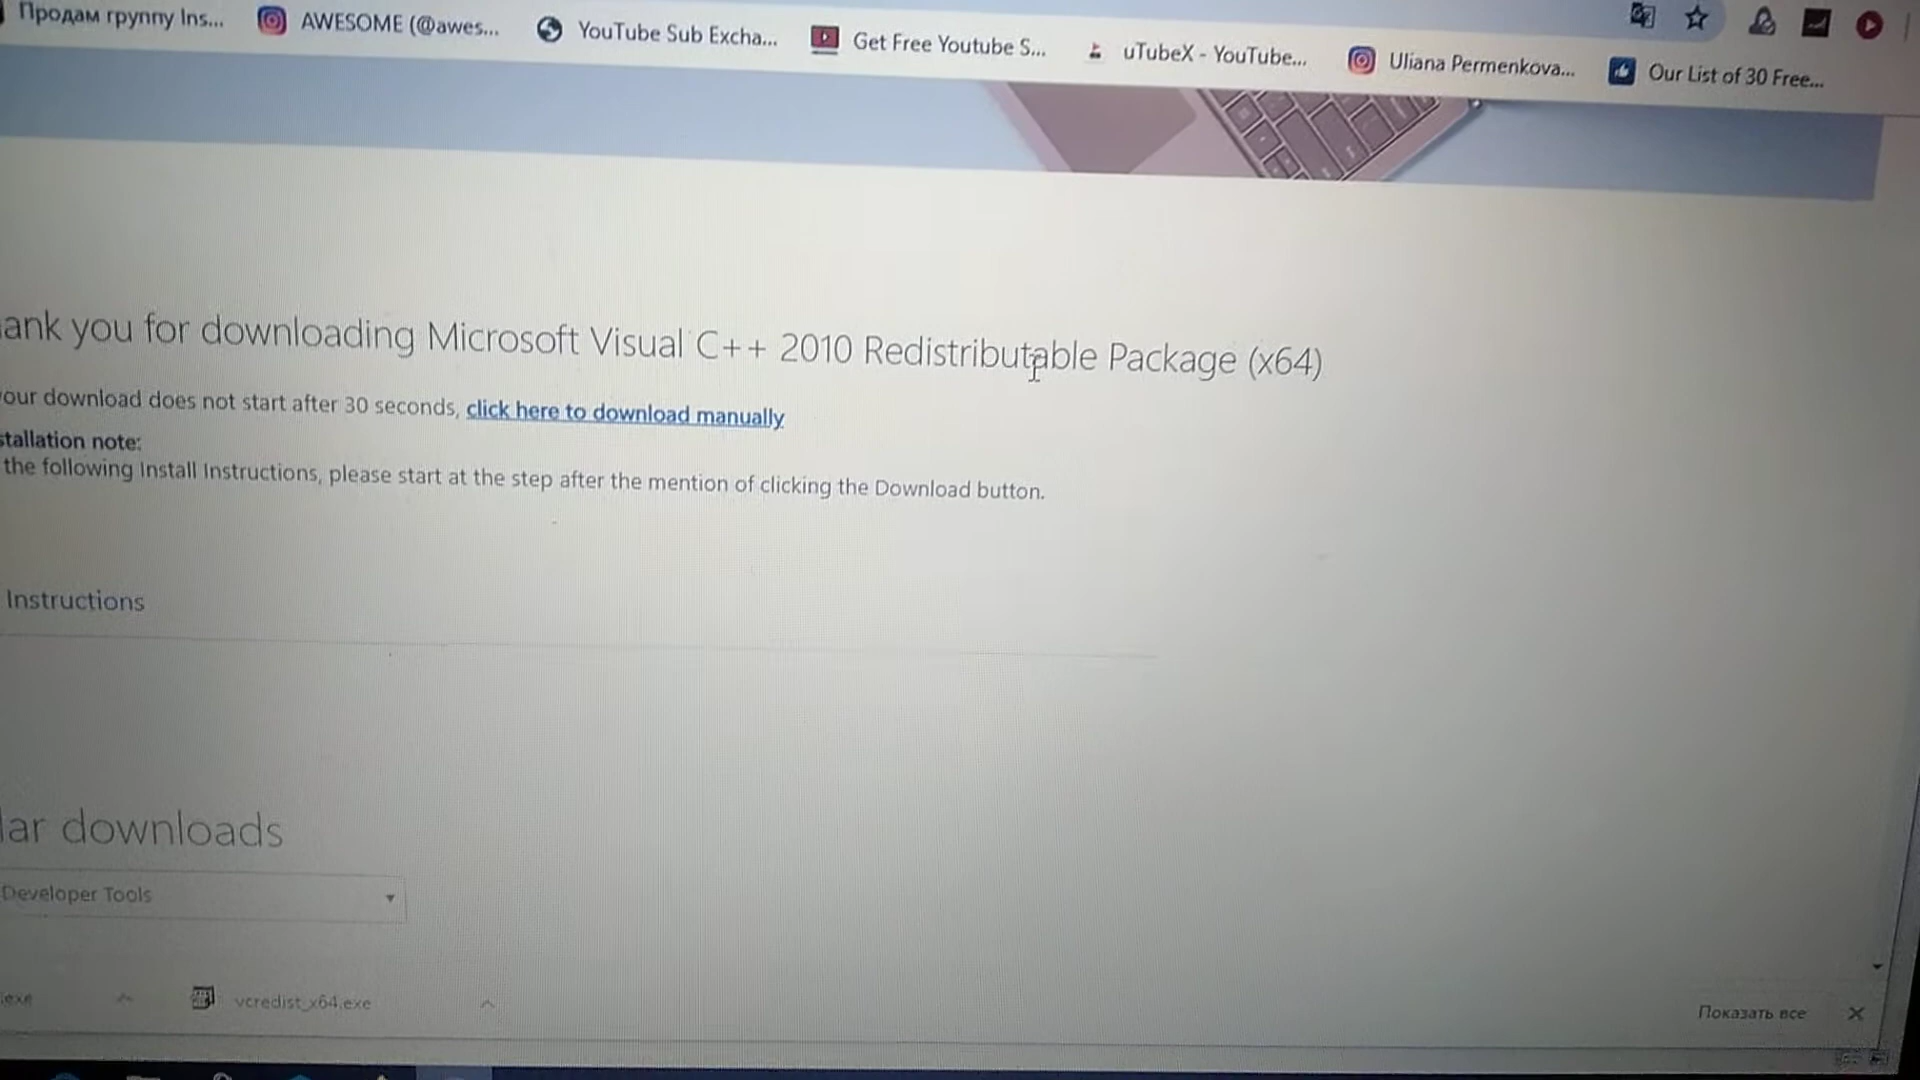 Продам группу Ins... AWESOME (@awes... YouTube Sub Excha... Get Free Youtube S... uTubeX - YouTube... Uliana Permenkova... Our List of 30 Free...
ank you for downloading Microsoft Visual C++ 2010 Redistributable Package (x64)
our download does not start after 30 seconds, click here to download manually
stallation note:
the following Install Instructions, please start at the step after the mention of clicking the Download button.
Instructions
lar downloads
Developer Tools
.exe vcredist_x64.exe Показать все